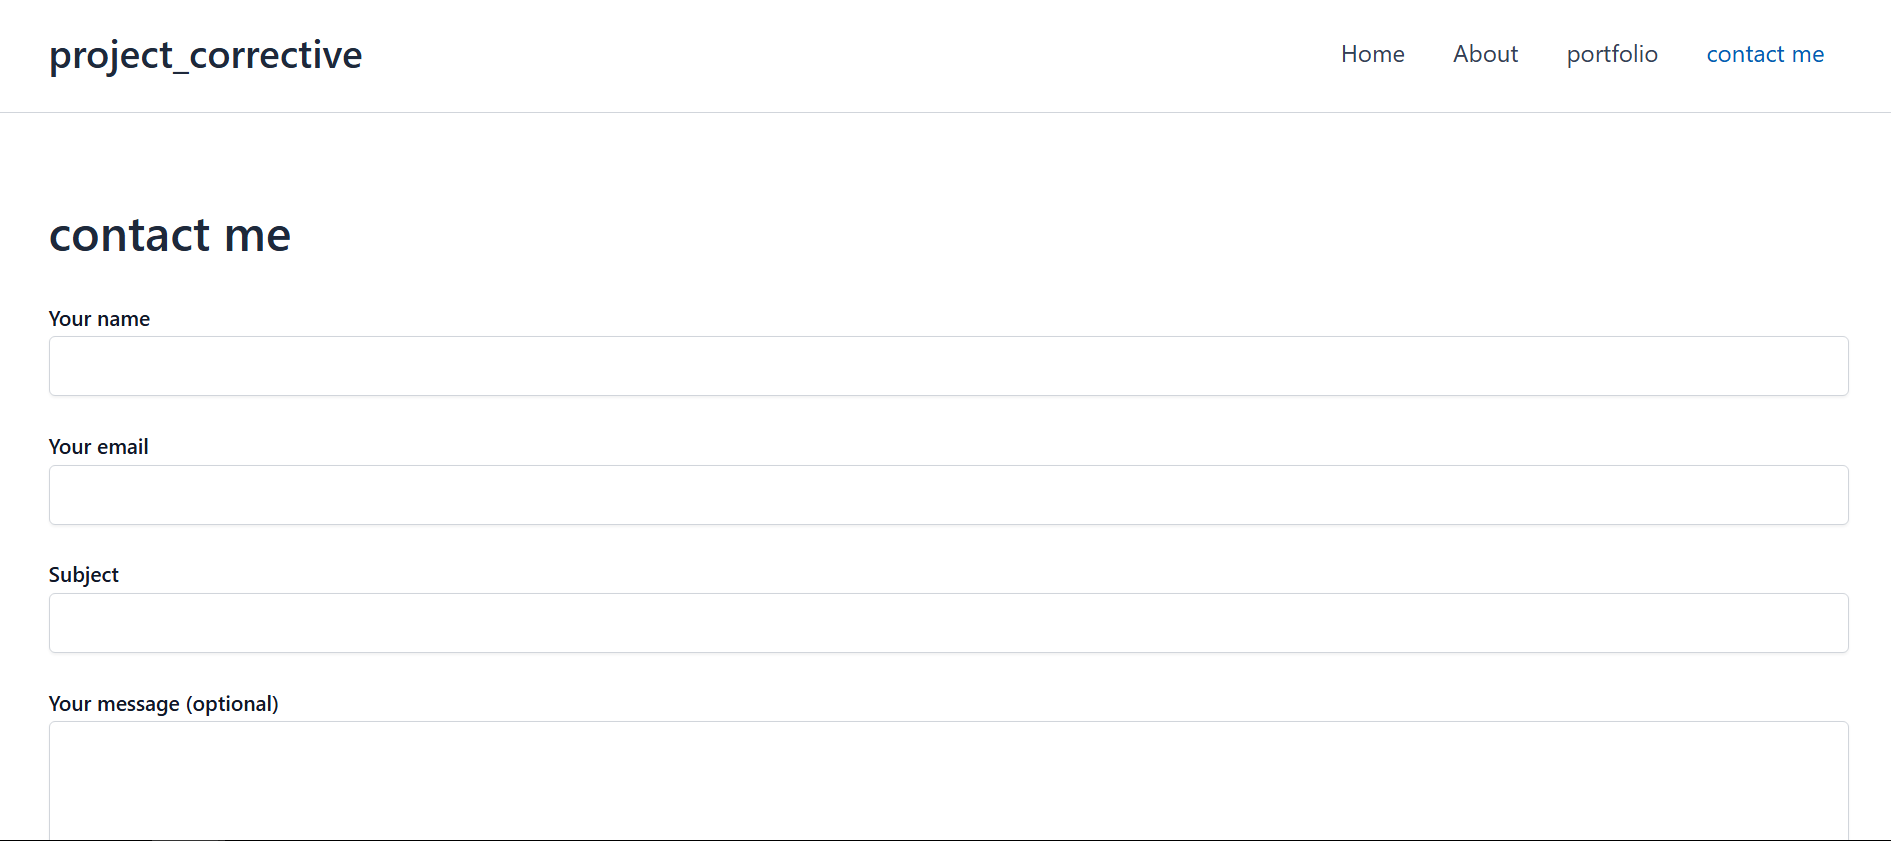 project_corrective
Home About portfolio contact me
contact me
Your name
Your email
Subject
Your message (optional)